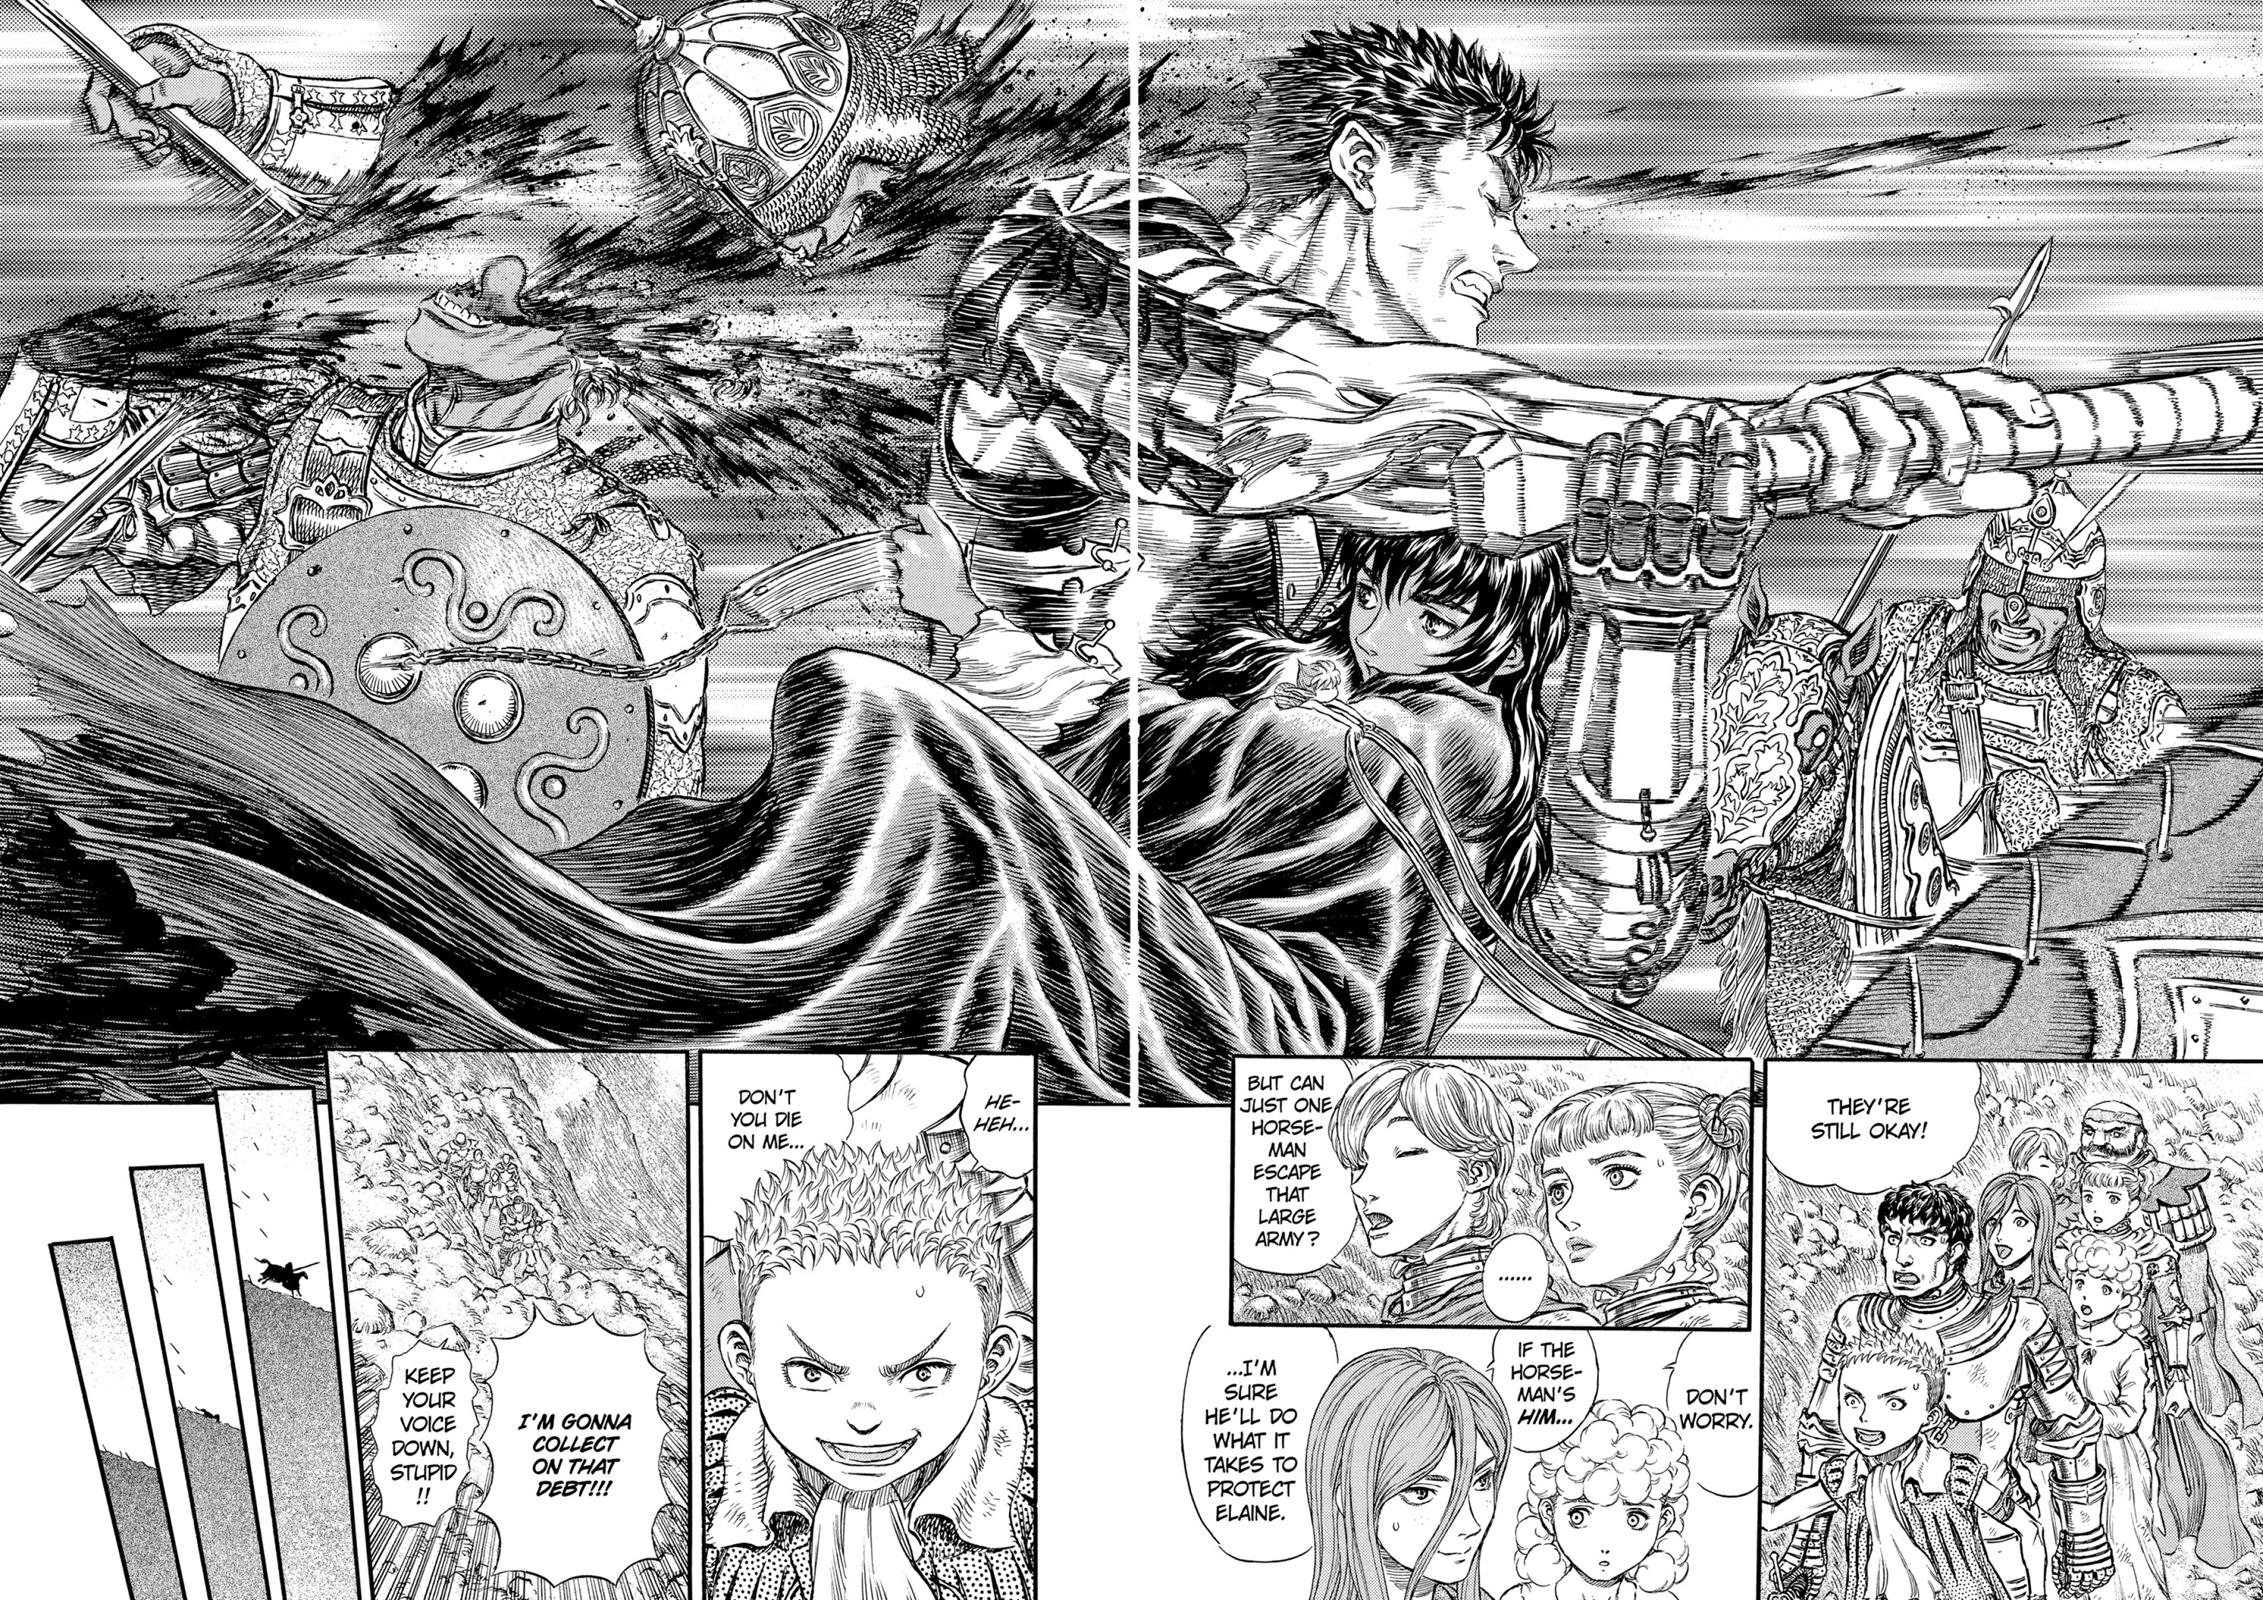 THEY'RE
STILL OKAY!
BUT CAN
JUST ONE
HORSE-
MAN
ESCAPE
THAT
LARGE
ARMY?
......
DON'T
WORRY.
IF THE
HORSE-
MAN'S
HIM...
...I'M
SURE
HE'LL DO
WHAT IT
TAKES TO
PROTECT
ELAINE.
HE-
HEH...
DON'T
YOU DIE
ON ME...
I'M GONNA
COLLECT
ON THAT
DEBT!!!
KEEP
YOUR
VOICE
DOWN,
STUPID
!!